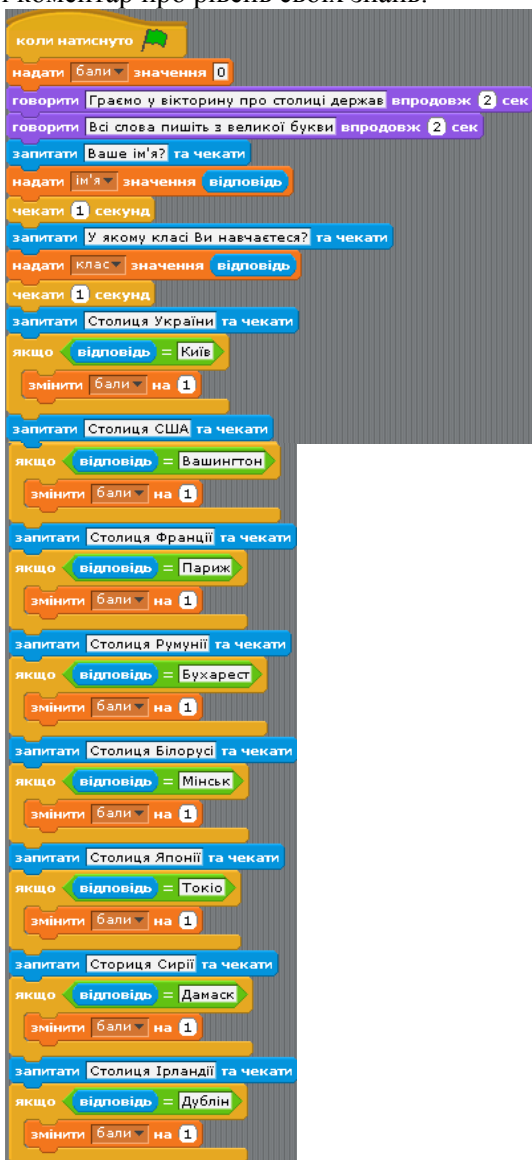 і коментар про рівень своїх знань.
коли натиснуто
надати бали значення 0
говорити Граємо у вікторину про столиці держав впродовж 2 сек
говорити Всі слова пишіть з великої букви впродовж 2 сек
запитати Ваше ім'я? та чекати
надати ім'я значення відповідь
чекати 1 секунд
запитати У якому класі Ви навчаєтеся? та чекати
надати клас значення відповідь
чекати 1 секунд
запитати Столиця України та чекати
якщо відповідь = Київ
змінити бали на 1
запитати Столиця США та чекати
якщо відповідь = Вашингтон
змінити бали на 1
запитати Столиця Франції та чекати
якщо відповідь = Париж
змінити бали на 1
запитати Столиця Румунії та чекати
якщо відповідь = Бухарест
змінити бали на 1
запитати Столиця Білорусі та чекати
якщо відповідь = Мінськ
змінити бали на 1
запитати Столиця Японії та чекати
якщо відповідь = Токіо
змінити бали на 1
запитати Сториця Сирії та чекати
якщо відповідь = Дамаск
змінити бали на 1
запитати Столиця Ірландії та чекати
якщо відповідь = Дублін
змінити бали на 1